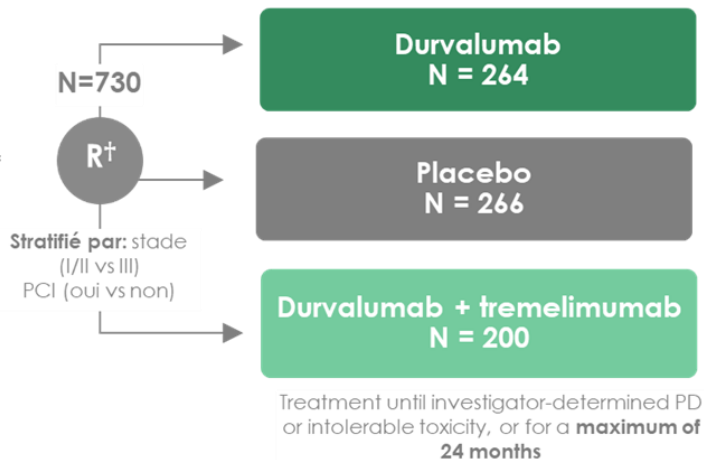 N=730
R†
Stratifié par: stade
(I/II vs III)
PCI (oui vs non)
Durvalumab
N = 264
Placebo
N = 266
Durvalumab + tremelimumab
N = 200
Treatment until investigator-determined PD
or intolerable toxicity, or for a maximum of
24 months